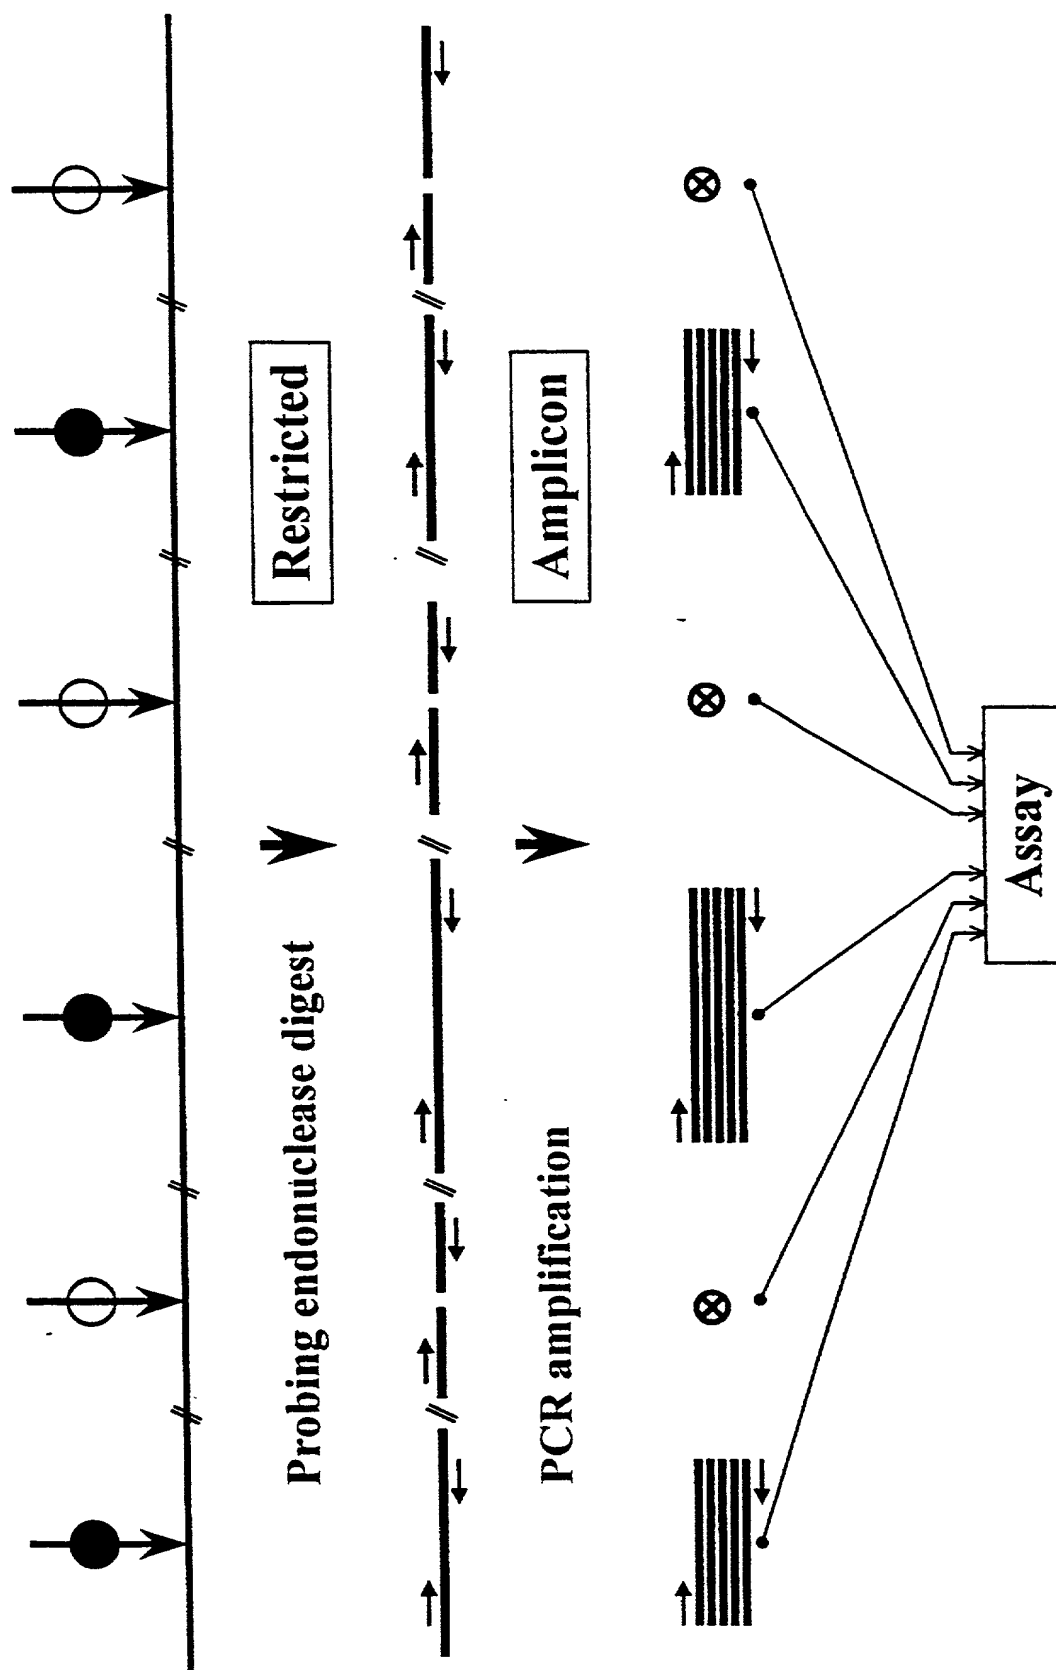 Probing endonuclease digest
Restricted
PCR amplification
Amplicon
Assay